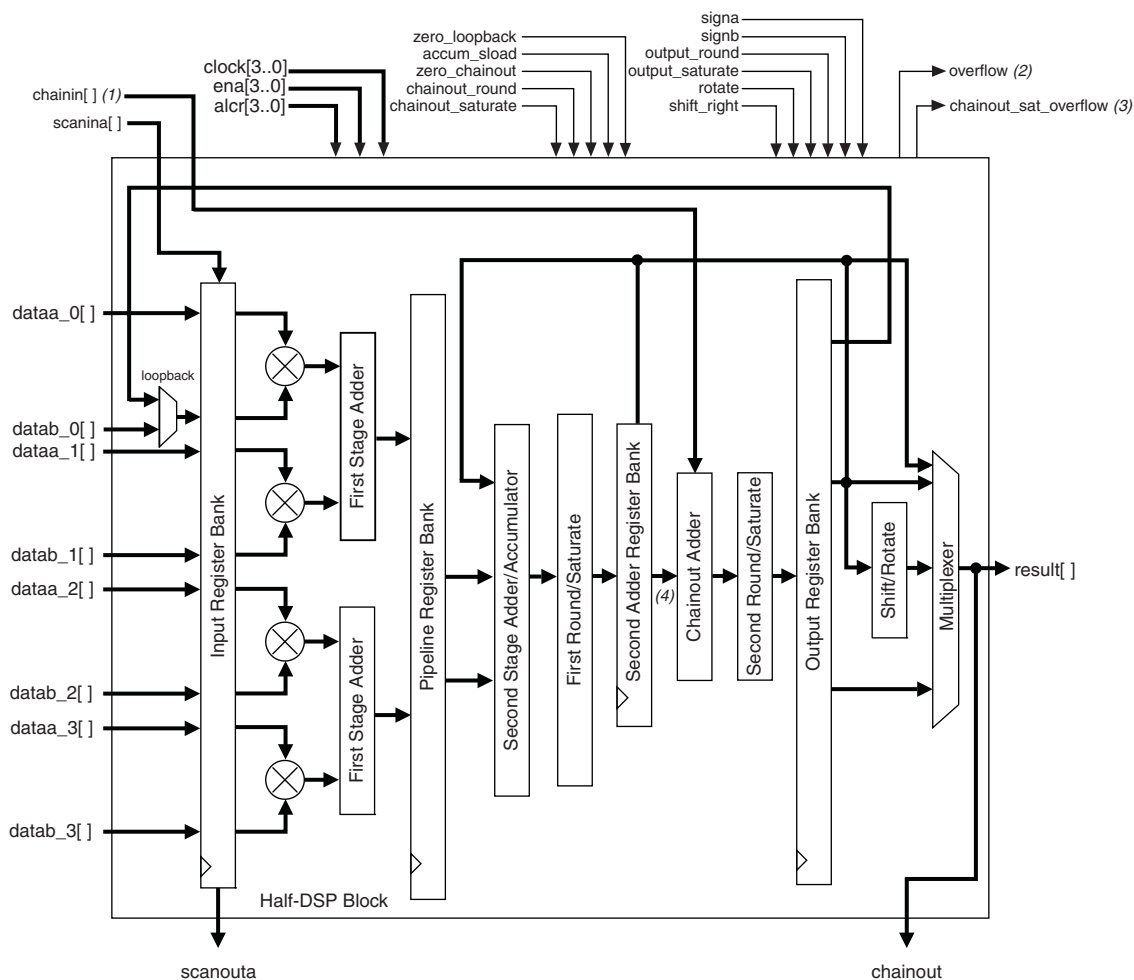 signa
signb
output_round
output_saturate
rotate
shift_right
zero_loopback
accum_sload
zero_chainout
chainout_round
chainout_saturate
clock[3..0]
ena[3..0]
alcr[3..0]
chainin[ ] (1)
scanina[ ]
overflow (2)
chainout_sat_overflow (3)
dataa_0[ ]
loopback
datab_0[ ]
dataa_1[ ]
datab_1[ ]
dataa_2[ ]
datab_2[ ]
dataa_3[ ]
datab_3[ ]
Input Register Bank
First Stage Adder
First Stage Adder
Pipeline Register Bank
Second Stage Adder/Accumulator
First Round/Saturate
Second Adder Register Bank
(4)
Chainout Adder
Second Round/Saturate
Output Register Bank
Shift/Rotate
Multiplexer
result[ ]
Half-DSP Block
scanouta
chainout